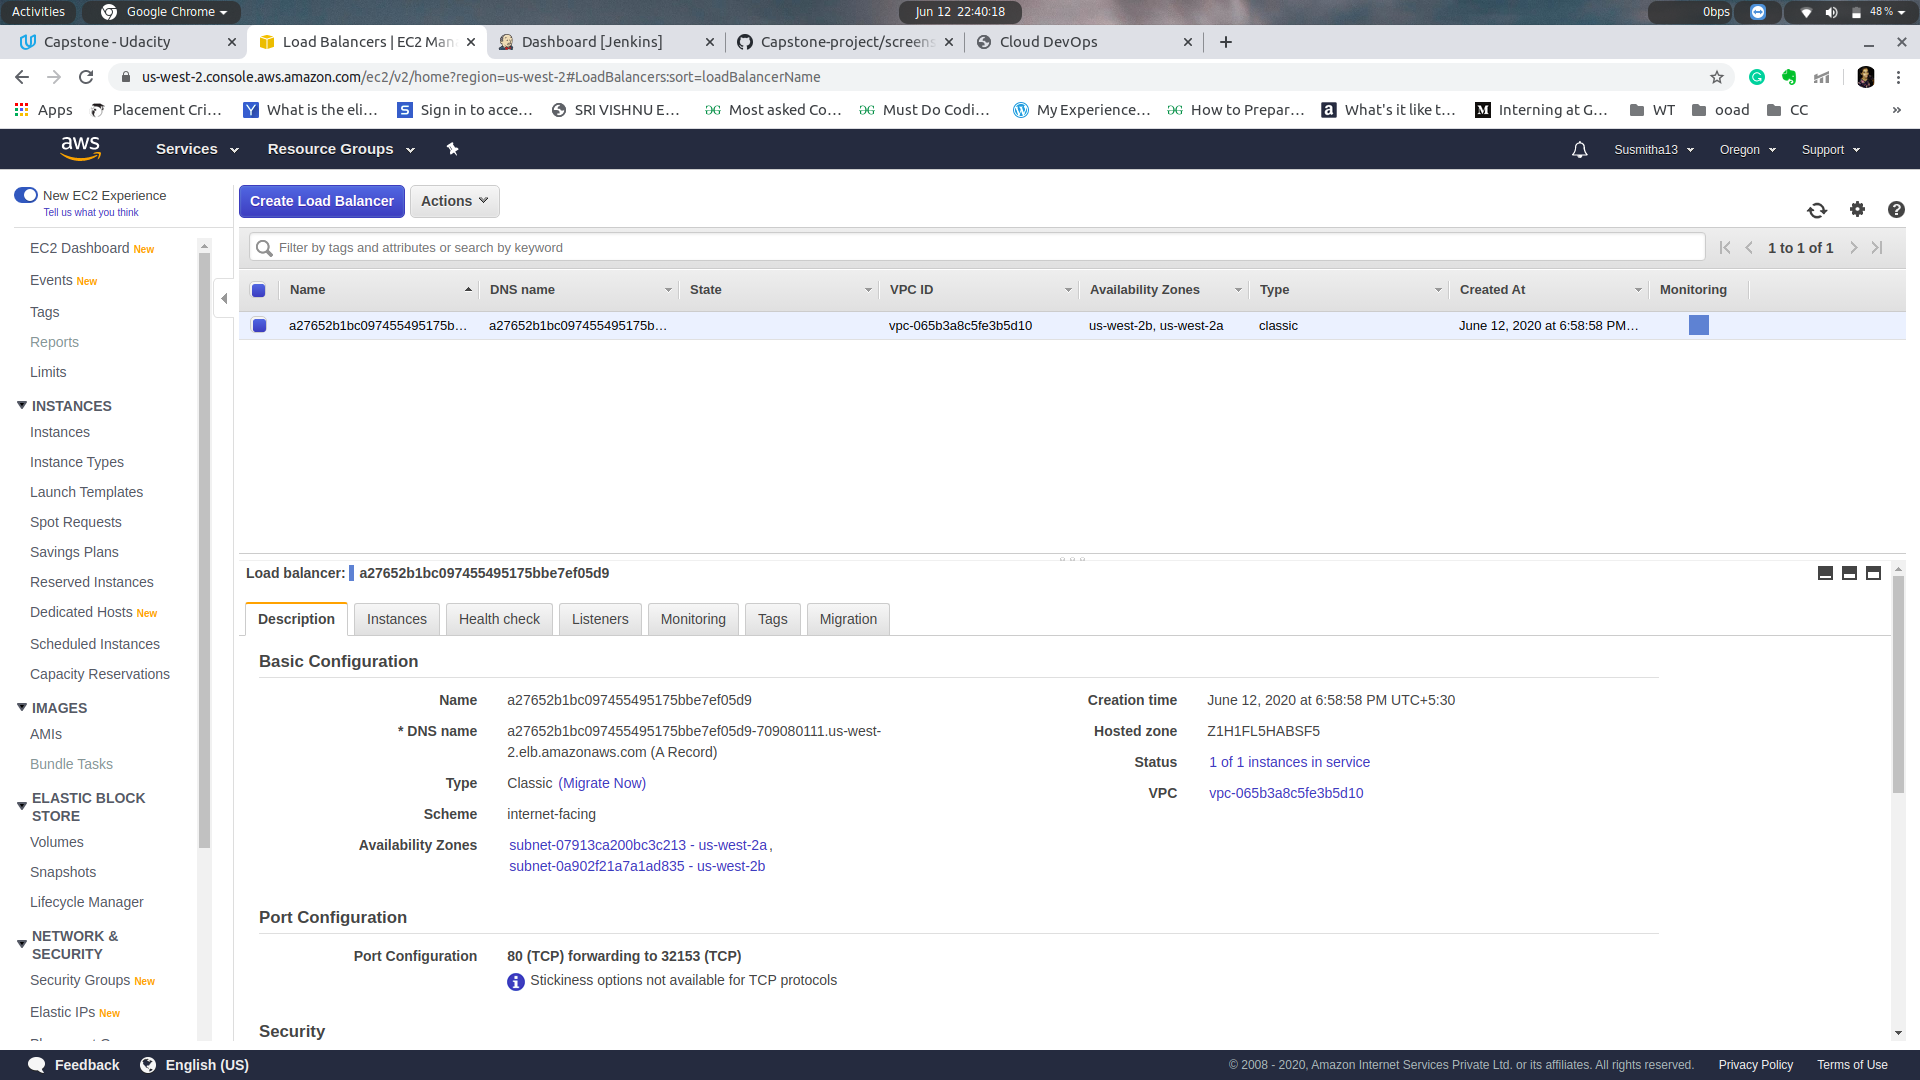 Activities
Google Chrome
Jun 12 22:40:18
0bps
48 %
Capstone - Udacity
Load Balancers | EC2 Man
Dashboard [Jenkins]
Capstone-project/screens
Cloud DevOps
us-west-2.console.aws.amazon.com/ec2/v2/home?region=us-west-2#LoadBalancers:sort=loadBalancerName
Apps
Placement Cri…
What is the eli…
Sign in to acce…
SRI VISHNU E…
Most asked Co…
Must Do Codi…
My Experience…
How to Prepar…
What's it like t…
Interning at G…
WT
ooad
CC
»
aws
Services
Resource Groups
Susmitha13
Oregon
Support
New EC2 Experience
Tell us what you think
EC2 Dashboard New
Events New
Tags
Reports
Limits
INSTANCES
Instances
Instance Types
Launch Templates
Spot Requests
Savings Plans
Reserved Instances
Dedicated Hosts New
Scheduled Instances
Capacity Reservations
IMAGES
AMIs
Bundle Tasks
ELASTIC BLOCK
STORE
Volumes
Snapshots
Lifecycle Manager
NETWORK &
SECURITY
Security Groups New
Elastic IPs New
Create Load Balancer
Actions
Filter by tags and attributes or search by keyword
1 to 1 of 1
Name
DNS name
State
VPC ID
Availability Zones
Type
Created At
Monitoring
a27652b1bc097455495175b…
a27652b1bc097455495175b…
vpc-065b3a8c5fe3b5d10
us-west-2b, us-west-2a
classic
June 12, 2020 at 6:58:58 PM…
Load balancer: a27652b1bc097455495175bbe7ef05d9
Description
Instances
Health check
Listeners
Monitoring
Tags
Migration
Basic Configuration
Name
a27652b1bc097455495175bbe7ef05d9
* DNS name
a27652b1bc097455495175bbe7ef05d9-709080111.us-west-
2.elb.amazonaws.com (A Record)
Type
Classic (Migrate Now)
Scheme
internet-facing
Availability Zones
subnet-07913ca200bc3c213 - us-west-2a ,
subnet-0a902f21a7a1ad835 - us-west-2b
Creation time
June 12, 2020 at 6:58:58 PM UTC+5:30
Hosted zone
Z1H1FL5HABSF5
Status
1 of 1 instances in service
VPC
vpc-065b3a8c5fe3b5d10
Port Configuration
Port Configuration
80 (TCP) forwarding to 32153 (TCP)
Stickiness options not available for TCP protocols
Security
Feedback
English (US)
© 2008 - 2020, Amazon Internet Services Private Ltd. or its affiliates. All rights reserved.
Privacy Policy
Terms of Use